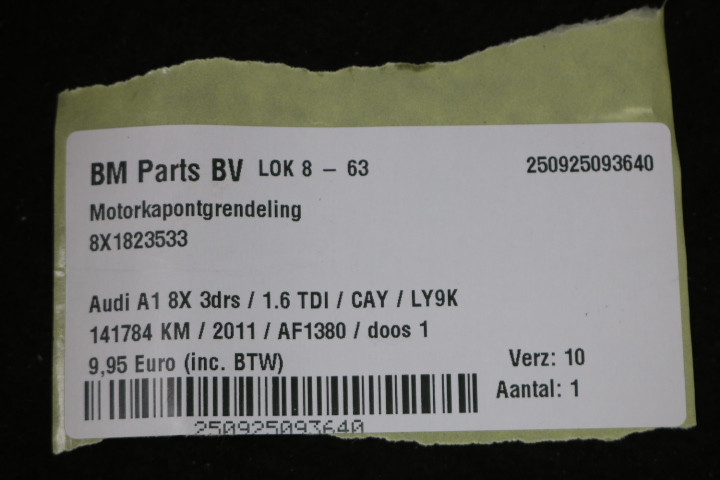 BM Parts BV LOK 8 – 63 250925093640
Motorkapontgrendeling
8X1823533
Audi A1 8X 3drs / 1.6 TDI / CAY / LY9K
141784 KM / 2011 / AF1380 / doos 1
9,95 Euro (inc. BTW) Verz: 10
Aantal: 1
250925093640